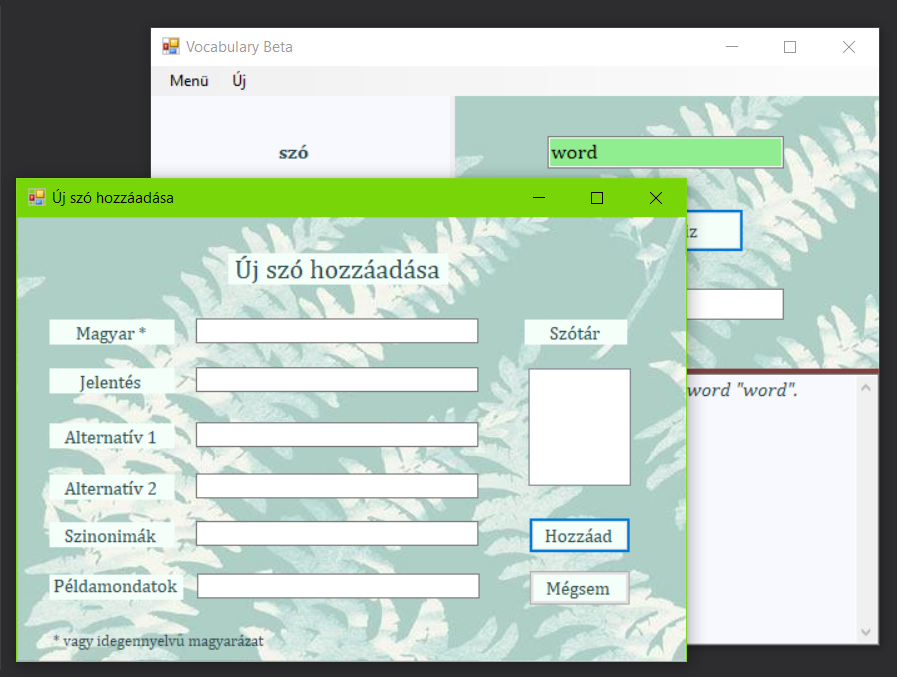 Vocabulary Beta
Menü Új
szó
word
iz
word "word".
Új szó hozzáadása
Új szó hozzáadása
Magyar *
Szótár
Jelentés
Alternatív 1
Alternatív 2
Szinonimák
Hozzáad
Példamondatok
Mégsem
* vagy idegennyelvű magyarázat